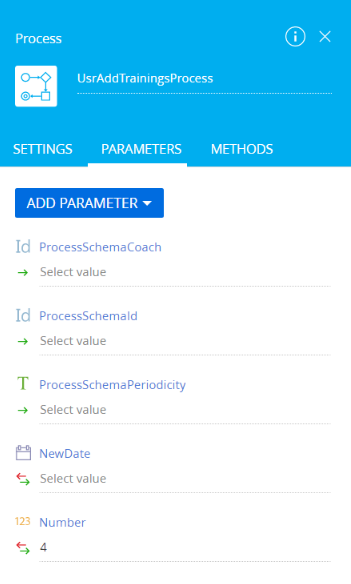 Process
UsrAddTrainingsProcess
SETTINGS PARAMETERS METHODS
ADD PARAMETER
Id ProcessSchemaCoach
Select value
Id ProcessSchemaId
Select value
T ProcessSchemaPeriodicity
Select value
NewDate
Select value
123 Number
4